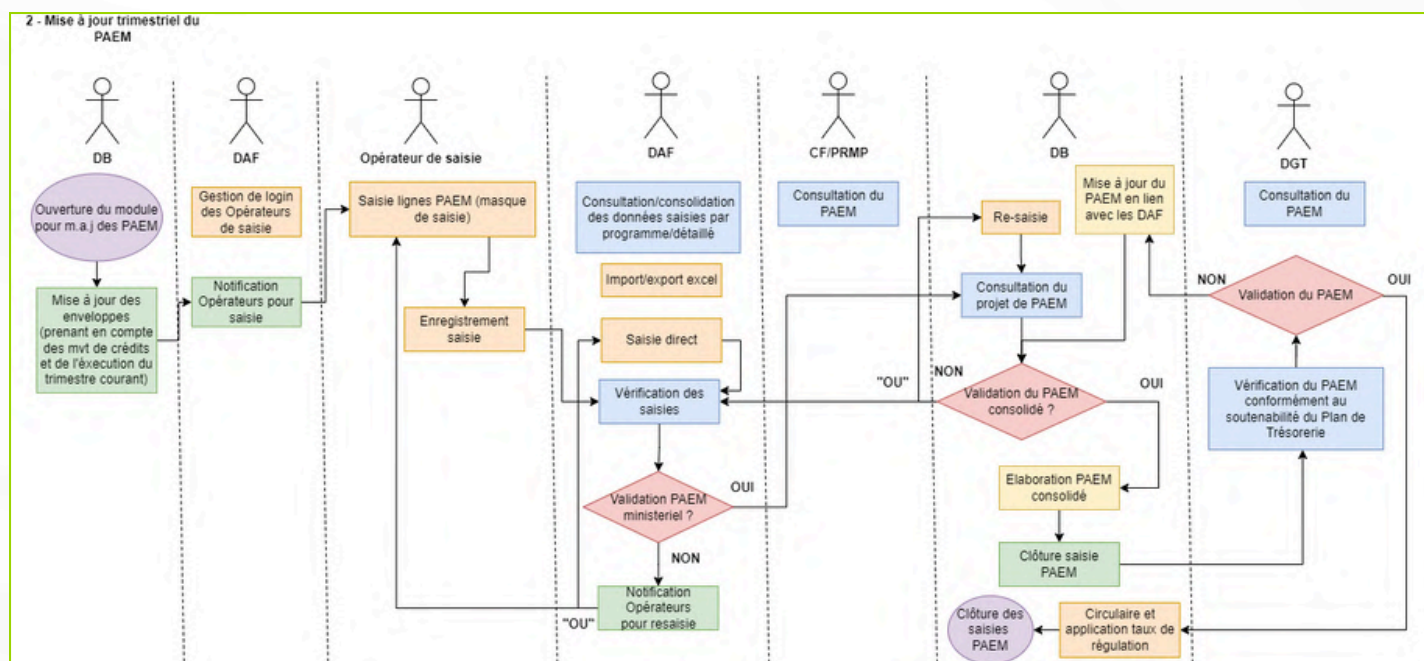 2 - Mise à jour trimestriel du
PAEM
DB
DAF
Opérateur de saisie
DAF
CF/PRMP
DB
DGT
Ouverture du module
pour m.a.j des PAEM
Mise à jour des
enveloppes
(prenant en compte
des mvt de crédits
et de l'éxecution du
trimestre courant)
Gestion de login
des Opérateurs
de saisie
Notification
Opérateurs pour
saisie
Saisie lignes PAEM (masque
de saisie)
Enregistrement
saisie
Consultation/consolidation
des données saisies par
programme/détaillé
Import/export excel
Saisie direct
Vérification des
saisies
Validation PAEM
ministeriel ?
OUI
NON
Notification
Opérateurs
pour resaisie
"OU"
Consultation du
PAEM
Re-saisie
Mise à jour du
PAEM en lien
avec les DAF
Consultation du
projet de PAEM
"OU"
NON
Validation du PAEM
consolidé ?
OUI
Elaboration PAEM
consolidé
Clôture saisie
PAEM
Clôture des
saisies
PAEM
Circulaire et
application taux de
régulation
Consultation du
PAEM
NON
Validation du PAEM
OUI
Vérification du PAEM
conformément au
soutenabilité du Plan de
Trésorerie